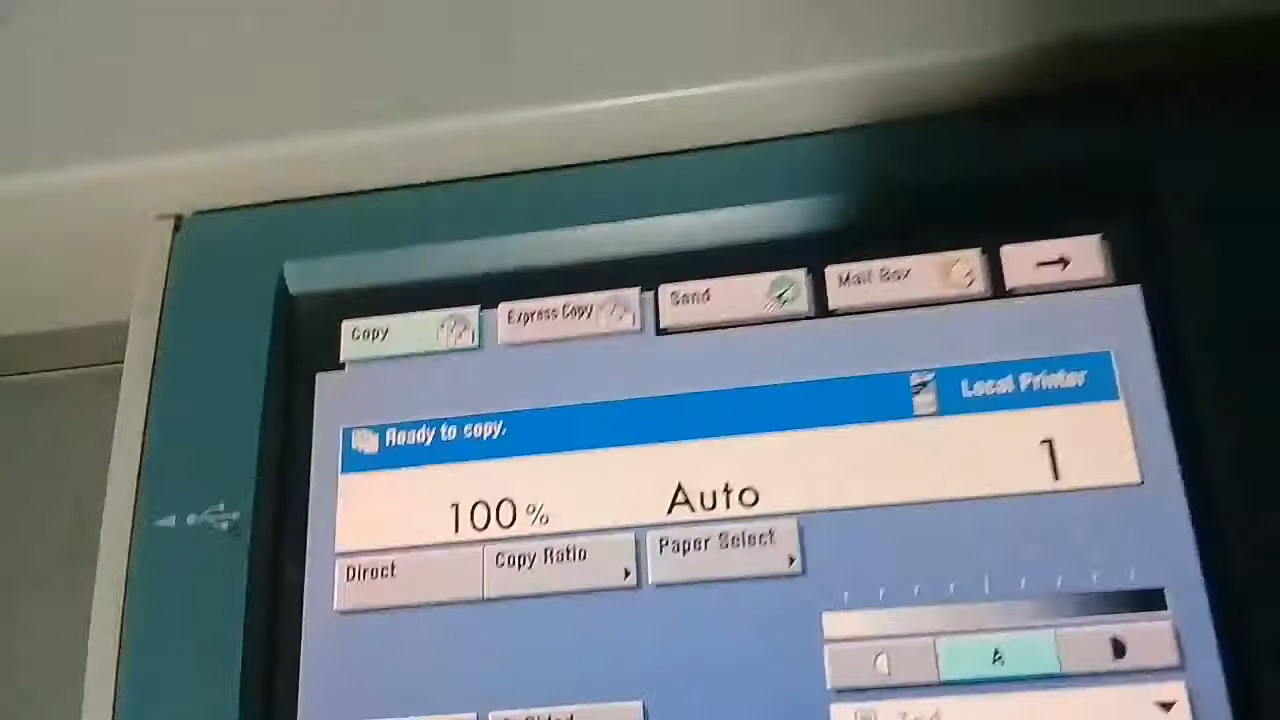 Copy
Express Copy
Send
Mail Box
Ready to copy.
Local Printer
100%
Auto
1
Direct
Copy Ratio
Paper Select
A
Text